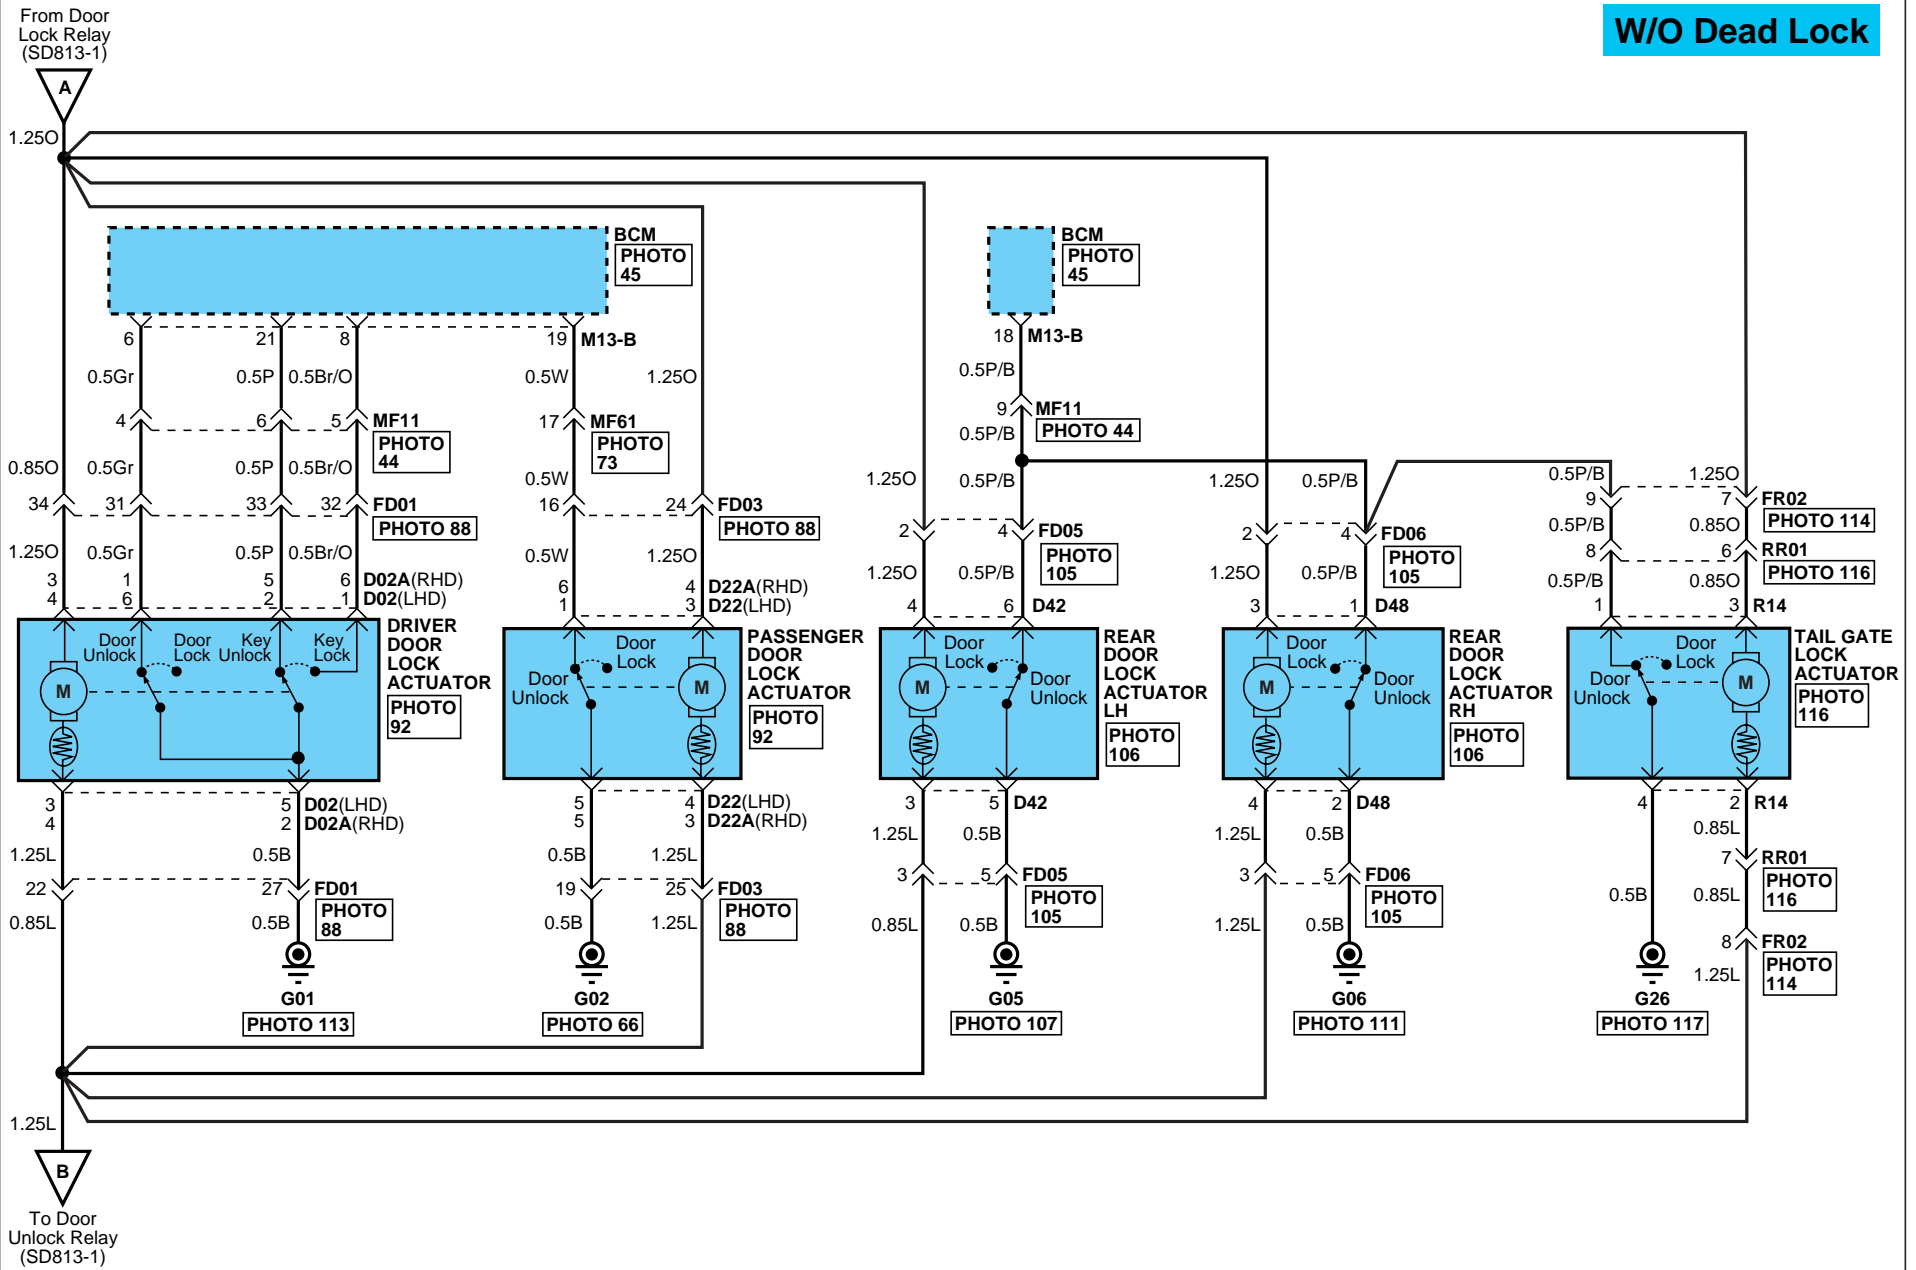 From Door
Lock Relay
(SD813-1)
W/O Dead Lock
A
1.25O
BCM
PHOTO
45
BCM
PHOTO
45
6 21 8 19 M13-B
18 M13-B
0.5Gr 0.5P 0.5Br/O 0.5W 1.25O
0.5P/B
4 6 5 MF11
PHOTO
44
17 MF61
PHOTO
73
9 MF11
PHOTO 44
0.5P/B
0.85O 0.5Gr 0.5P 0.5Br/O 0.5W
1.25O 0.5P/B 1.25O 0.5P/B 0.5P/B 1.25O
34 31 33 32 FD01
PHOTO 88
16 24 FD03
PHOTO 88
2 4 FD05
PHOTO
105
2 4 FD06
PHOTO
105
9 7 FR02
PHOTO 114
0.5P/B 0.85O
8 6 RR01
PHOTO 116
1.25O 0.5Gr 0.5P 0.5Br/O 0.5W 1.25O
1.25O 0.5P/B 1.25O 0.5P/B 0.5P/B 0.85O
3 1 5 6 D02A(RHD)
4 6 2 1 D02(LHD)
6 4 D22A(RHD)
1 3 D22(LHD)
4 6 D42
3 1 D48
1 3 R14
Door
Unlock
Door
Lock
Key
Unlock
Key
Lock
M
DRIVER
DOOR
LOCK
ACTUATOR
PHOTO
92
Door
Lock
Door
Unlock
M
PASSENGER
DOOR
LOCK
ACTUATOR
PHOTO
92
Door
Lock
Door
Unlock
M
REAR
DOOR
LOCK
ACTUATOR
LH
PHOTO
106
Door
Lock
Door
Unlock
M
REAR
DOOR
LOCK
ACTUATOR
RH
PHOTO
106
Door
Lock
Door
Unlock
M
TAIL GATE
LOCK
ACTUATOR
PHOTO
116
3 5 D02(LHD)
4 2 D02A(RHD)
5 4 D22(LHD)
5 3 D22A(RHD)
3 5 D42
4 2 D48
4 2 R14
1.25L 0.5B 0.5B 1.25L 1.25L 0.5B 1.25L 0.5B 0.85L
22 27 FD01
PHOTO
88
19 25 FD03
PHOTO
88
3 5 FD05
PHOTO
105
3 5 FD06
PHOTO
105
7 RR01
PHOTO
116
0.85L 0.5B 0.5B 1.25L 0.85L 0.5B 1.25L 0.5B 0.5B 0.85L
8 FR02
PHOTO
114
1.25L
G01
PHOTO 113
G02
PHOTO 66
G05
PHOTO 107
G06
PHOTO 111
G26
PHOTO 117
1.25L
B
To Door
Unlock Relay
(SD813-1)